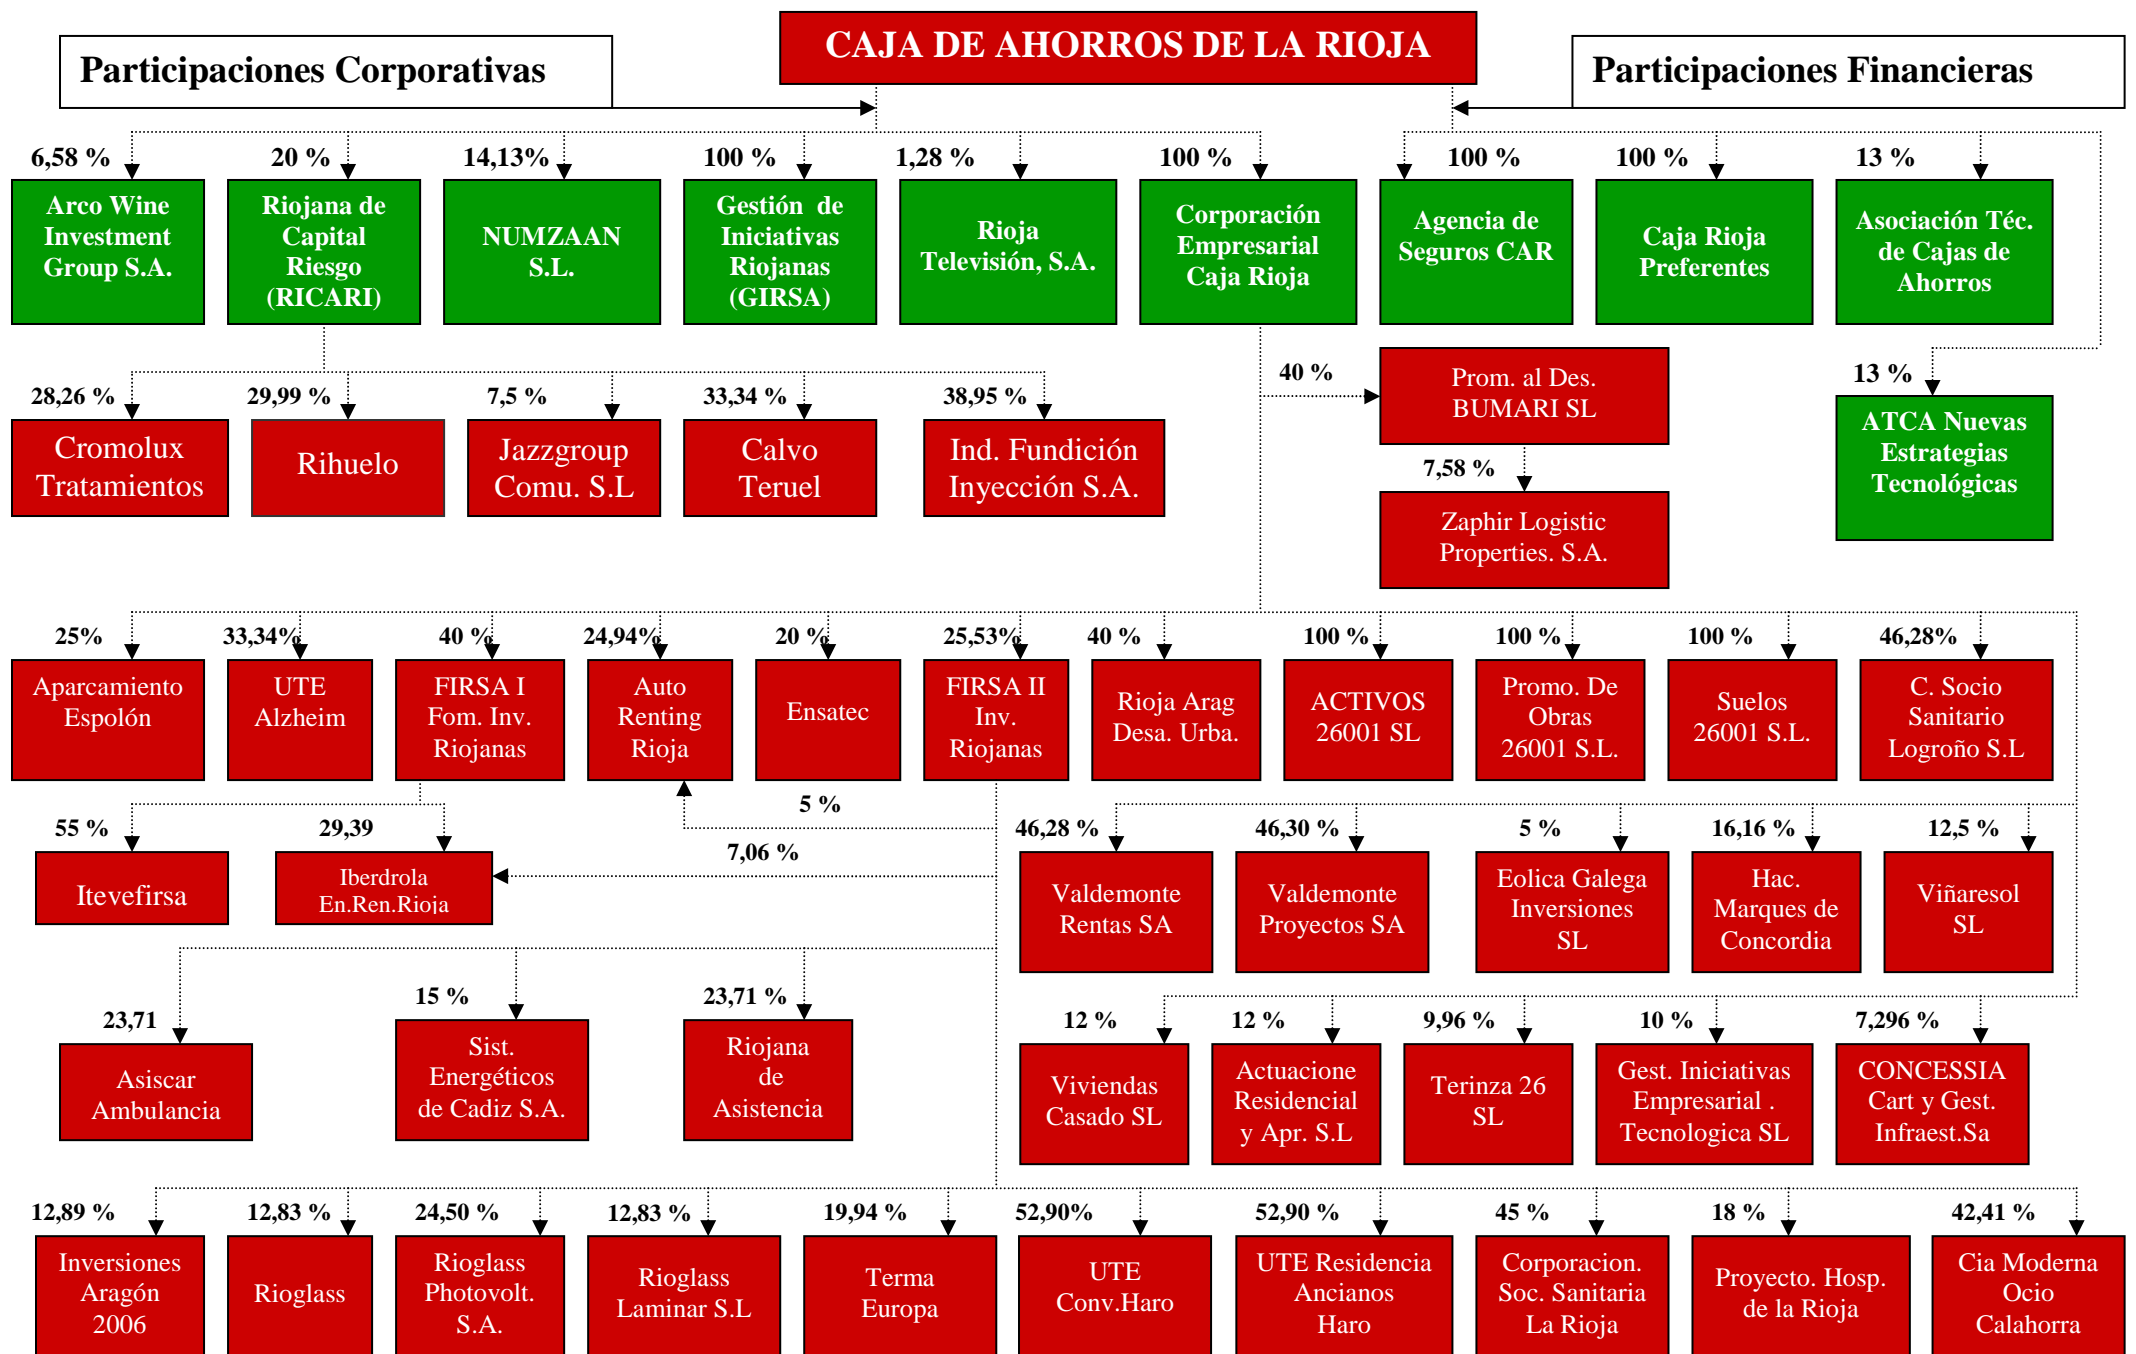 CAJA DE AHORROS DE LA RIOJA
Participaciones Corporativas
Participaciones Financieras
6,58 %
20 %
14,13%
100 %
1,28 %
100 %
100 %
100 %
13 %
Arco Wine
Investment
Group S.A.
Riojana de
Capital
Riesgo
(RICARI)
NUMZAAN
S.L.
Gestión de
Iniciativas
Riojanas
(GIRSA)
Rioja
Televisión, S.A.
Corporación
Empresarial
Caja Rioja
Agencia de
Seguros CAR
Caja Rioja
Preferentes
Asociación Téc.
de Cajas de
Ahorros
28,26 %
29,99 %
7,5 %
33,34 %
38,95 %
40 %
13 %
Cromolux
Tratamientos
Rihuelo
Jazzgroup
Comu. S.L
Calvo
Teruel
Ind. Fundición
Inyección S.A.
Prom. al Des.
BUMARI SL
7,58 %
Zaphir Logistic
Properties. S.A.
ATCA Nuevas
Estrategias
Tecnológicas
25%
33,34%
40 %
24,94%
20 %
25,53%
40 %
100 %
100 %
100 %
46,28%
Aparcamiento
Espolón
UTE
Alzheim
FIRSA I
Fom. Inv.
Riojanas
Auto
Renting
Rioja
Ensatec
FIRSA II
Inv.
Riojanas
Rioja Arag
Desa. Urba.
ACTIVOS
26001 SL
Promo. De
Obras
26001 S.L.
Suelos
26001 S.L.
C. Socio
Sanitario
Logroño S.L
55 %
29,39
5 %
7,06 %
46,28 %
46,30 %
5 %
16,16 %
12,5 %
Itevefirsa
Iberdrola
En.Ren.Rioja
Valdemonte
Rentas SA
Valdemonte
Proyectos SA
Eolica Galega
Inversiones
SL
Hac.
Marques de
Concordia
Viñaresol
SL
23,71
15 %
23,71 %
12 %
12 %
9,96 %
10 %
7,296 %
Asiscar
Ambulancia
Sist.
Energéticos
de Cadiz S.A.
Riojana
de
Asistencia
Viviendas
Casado SL
Actuacione
Residencial
y Apr. S.L
Terinza 26
SL
Gest. Iniciativas
Empresarial .
Tecnologica SL
CONCESSIA
Cart y Gest.
Infraest.Sa
12,89 %
12,83 %
24,50 %
12,83 %
19,94 %
52,90%
52,90 %
45 %
18 %
42,41 %
Inversiones
Aragón
2006
Rioglass
Rioglass
Photovolt.
S.A.
Rioglass
Laminar S.L
Terma
Europa
UTE
Conv.Haro
UTE Residencia
Ancianos
Haro
Corporacion.
Soc. Sanitaria
La Rioja
Proyecto. Hosp.
de la Rioja
Cia Moderna
Ocio
Calahorra